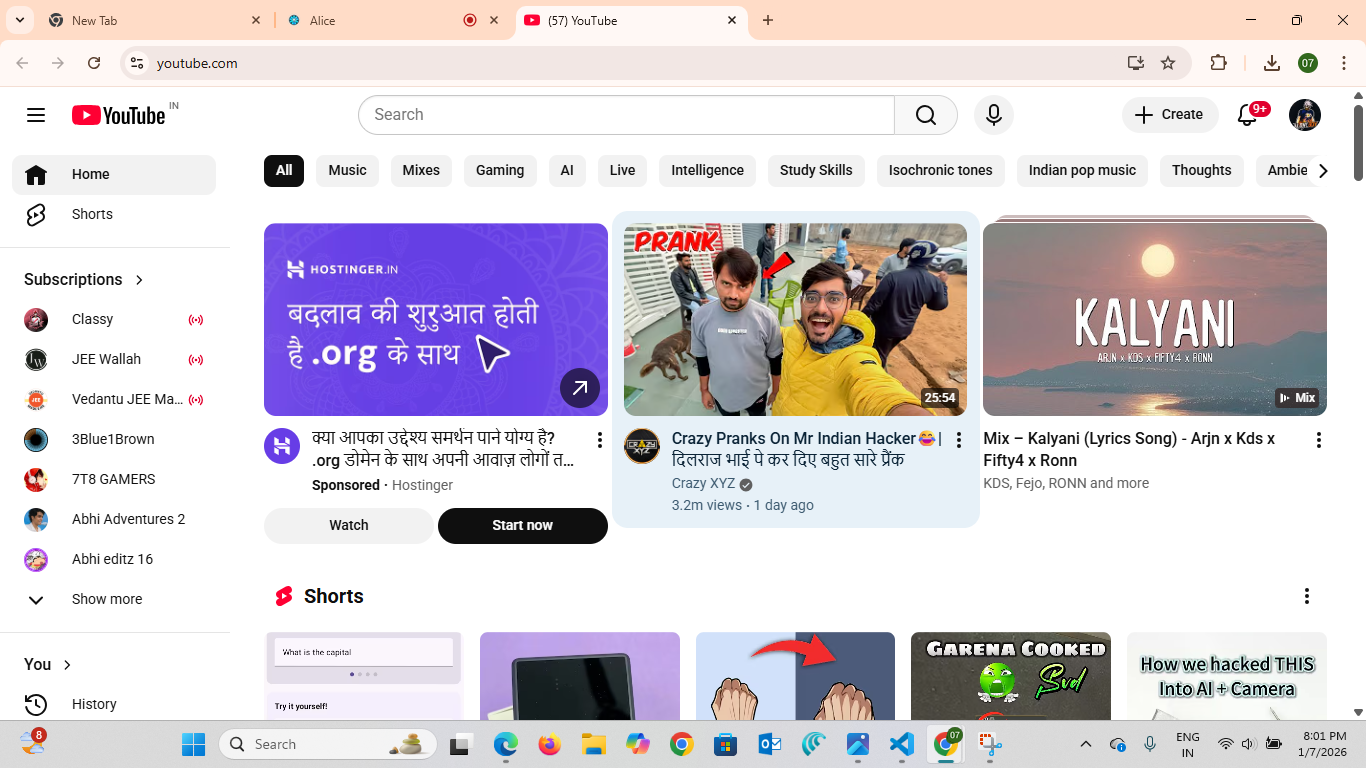 New Tab
Alice
(57) YouTube
youtube.com
07
YouTube IN
Search
Create
9+
Home
Shorts
Subscriptions
Classy
JEE Wallah
Vedantu JEE Ma...
3Blue1Brown
7T8 GAMERS
Abhi Adventures 2
Abhi editz 16
Show more
You
History
All
Music
Mixes
Gaming
AI
Live
Intelligence
Study Skills
Isochronic tones
Indian pop music
Thoughts
Ambie
HOSTINGER.IN
बदलाव की शुरुआत होती
है .org के साथ
क्या आपका उद्देश्य समर्थन पाने योग्य है?
.org डोमेन के साथ अपनी आवाज़ लोगों त...
Sponsored · Hostinger
Watch
Start now
PRANK
25:54
CRAZY
XYZ
Crazy Pranks On Mr Indian Hacker😂|
दिलराज भाई पे कर दिए बहुत सारे प्रैंक
Crazy XYZ
3.2m views · 1 day ago
KALYANI
ARJN x KDS x FIFTY4 x RONN
Mix
Mix – Kalyani (Lyrics Song) - Arjn x Kds x
Fifty4 x Ronn
KDS, Fejo, RONN and more
Shorts
What is the capital
Try it yourself!
GARENA COOKED
Svd
How we hacked THIS
Into AI + Camera
8
Search
07
ENG
IN
8:01 PM
1/7/2026